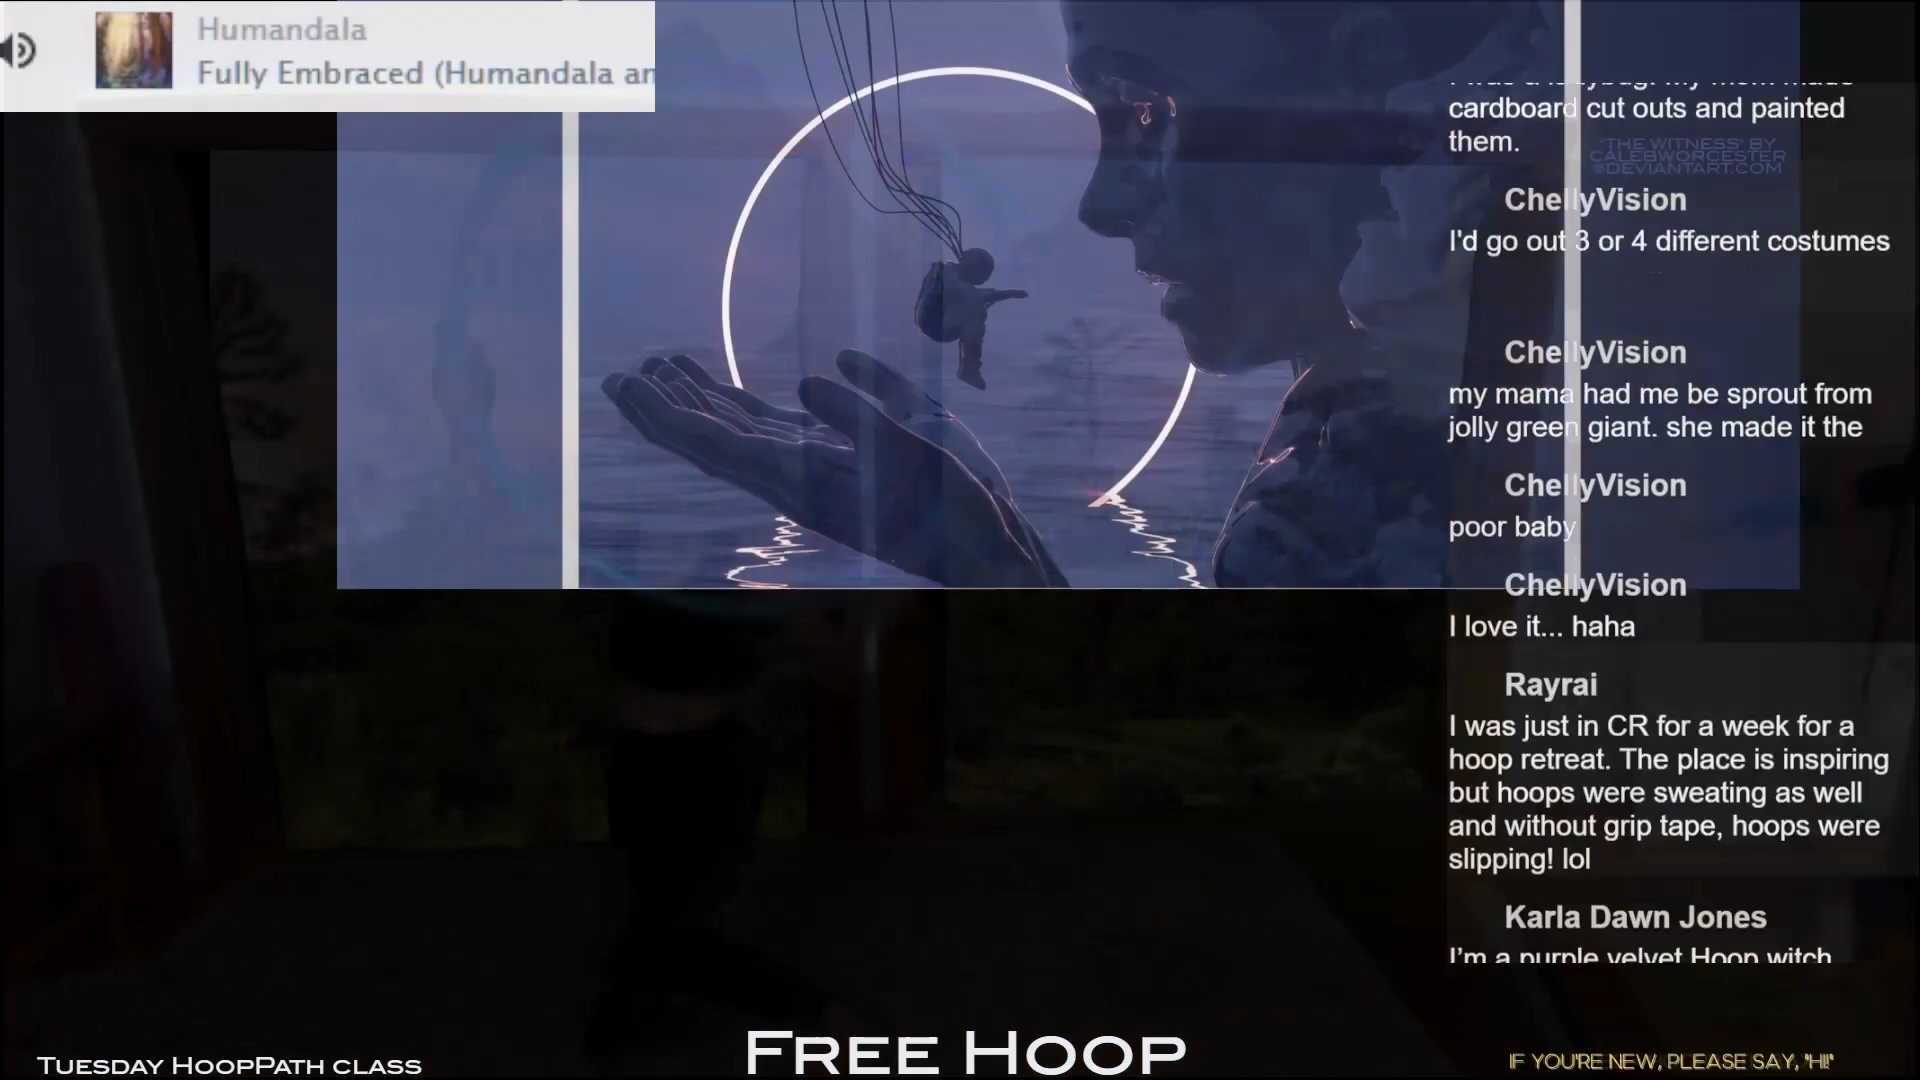 Humandala
Fully Embraced (Humandala an
cardboard cut outs and painted
them.
"THE WITNESS" BY
CALEBWORCESTER
@DEVIANTART.COM
ChellyVision
I'd go out 3 or 4 different costumes
ChellyVision
my mama had me be sprout from
jolly green giant. she made it the
ChellyVision
poor baby
ChellyVision
I love it... haha
Rayrai
I was just in CR for a week for a
hoop retreat. The place is inspiring
but hoops were sweating as well
and without grip tape, hoops were
slipping! lol
Karla Dawn Jones
I'm a purple velvet Hoop witch
FREE HOOP
TUESDAY HOOPPATH CLASS
IF YOU'RE NEW, PLEASE SAY, "HI!"